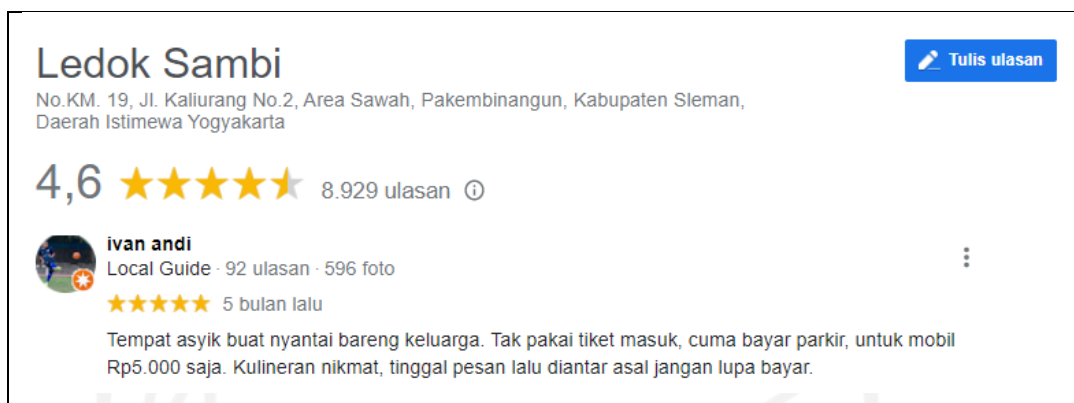 Ledok Sambi
Tulis ulasan
No.KM. 19, Jl. Kaliurang No.2, Area Sawah, Pakembinangun, Kabupaten Sleman,
Daerah Istimewa Yogyakarta
4,6 8.929 ulasan
ivan andi
Local Guide · 92 ulasan · 596 foto
5 bulan lalu
Tempat asyik buat nyantai bareng keluarga. Tak pakai tiket masuk, cuma bayar parkir, untuk mobil
Rp5.000 saja. Kulineran nikmat, tinggal pesan lalu diantar asal jangan lupa bayar.